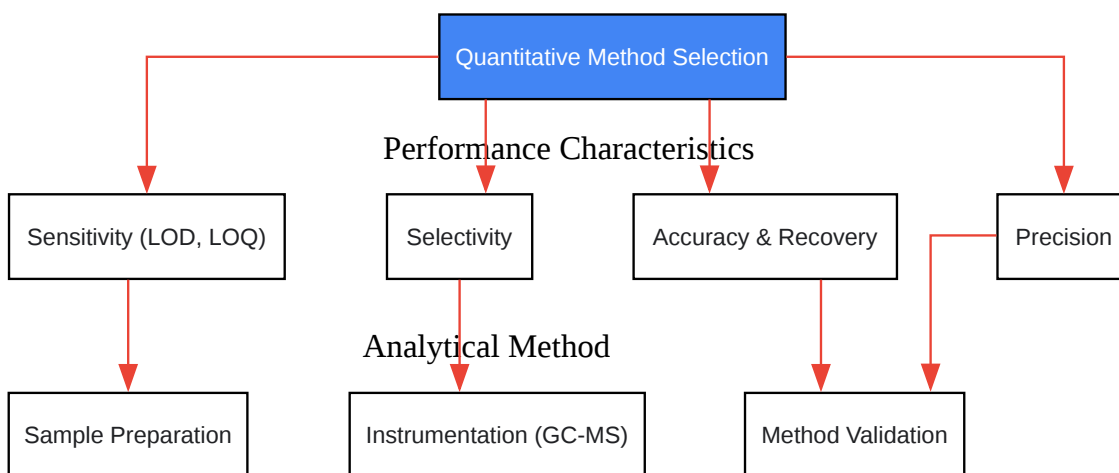 Quantitative Method Selection
Performance Characteristics
Sensitivity (LOD, LOQ)
Selectivity
Accuracy & Recovery
Precision
Analytical Method
Sample Preparation
Instrumentation (GC-MS)
Method Validation